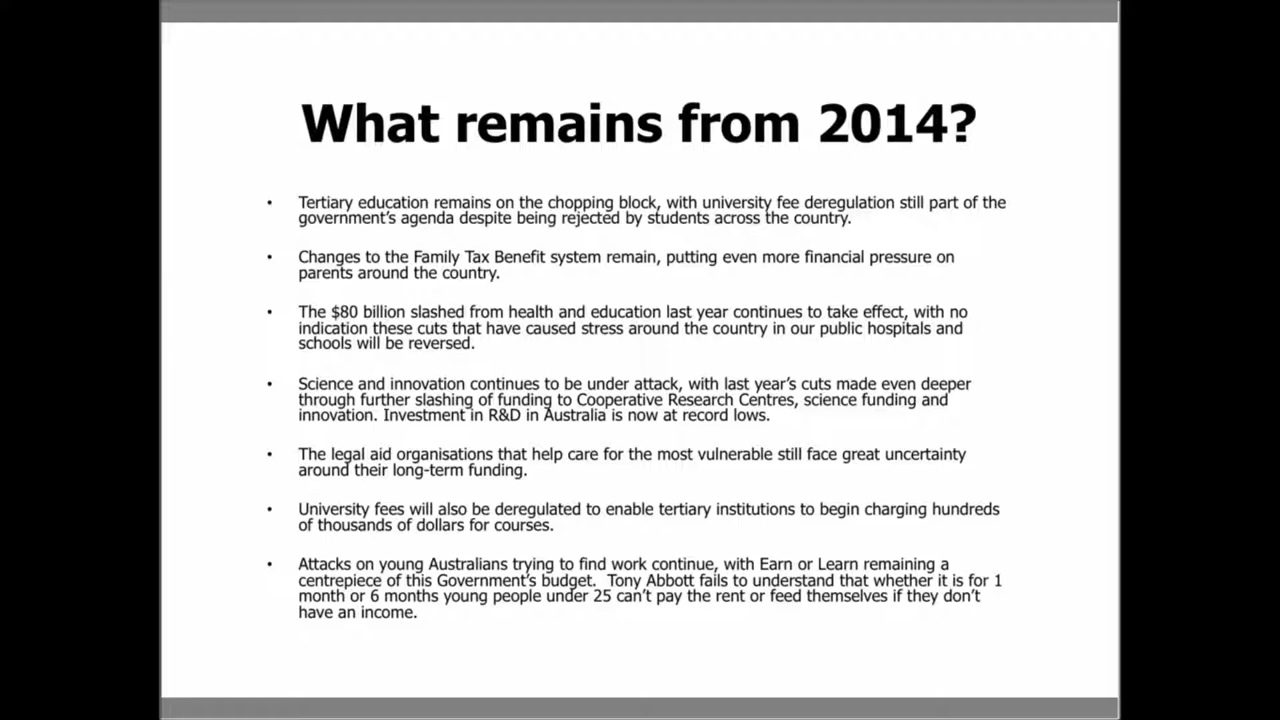 What remains from 2014?
• Tertiary education remains on the chopping block, with university fee deregulation still part of the
government's agenda despite being rejected by students across the country.
• Changes to the Family Tax Benefit system remain, putting even more financial pressure on
parents around the country.
• The $80 billion slashed from health and education last year continues to take effect, with no
indication these cuts that have caused stress around the country in our public hospitals and
schools will be reversed.
• Science and innovation continues to be under attack, with last year's cuts made even deeper
through further slashing of funding to Cooperative Research Centres, science funding and
innovation. Investment in R&D in Australia is now at record lows.
• The legal aid organisations that help care for the most vulnerable still face great uncertainty
around their long-term funding.
• University fees will also be deregulated to enable tertiary institutions to begin charging hundreds
of thousands of dollars for courses.
• Attacks on young Australians trying to find work continue, with Earn or Learn remaining a
centrepiece of this Government's budget.  Tony Abbott fails to understand that whether it is for 1
month or 6 months young people under 25 can't pay the rent or feed themselves if they don't
have an income.